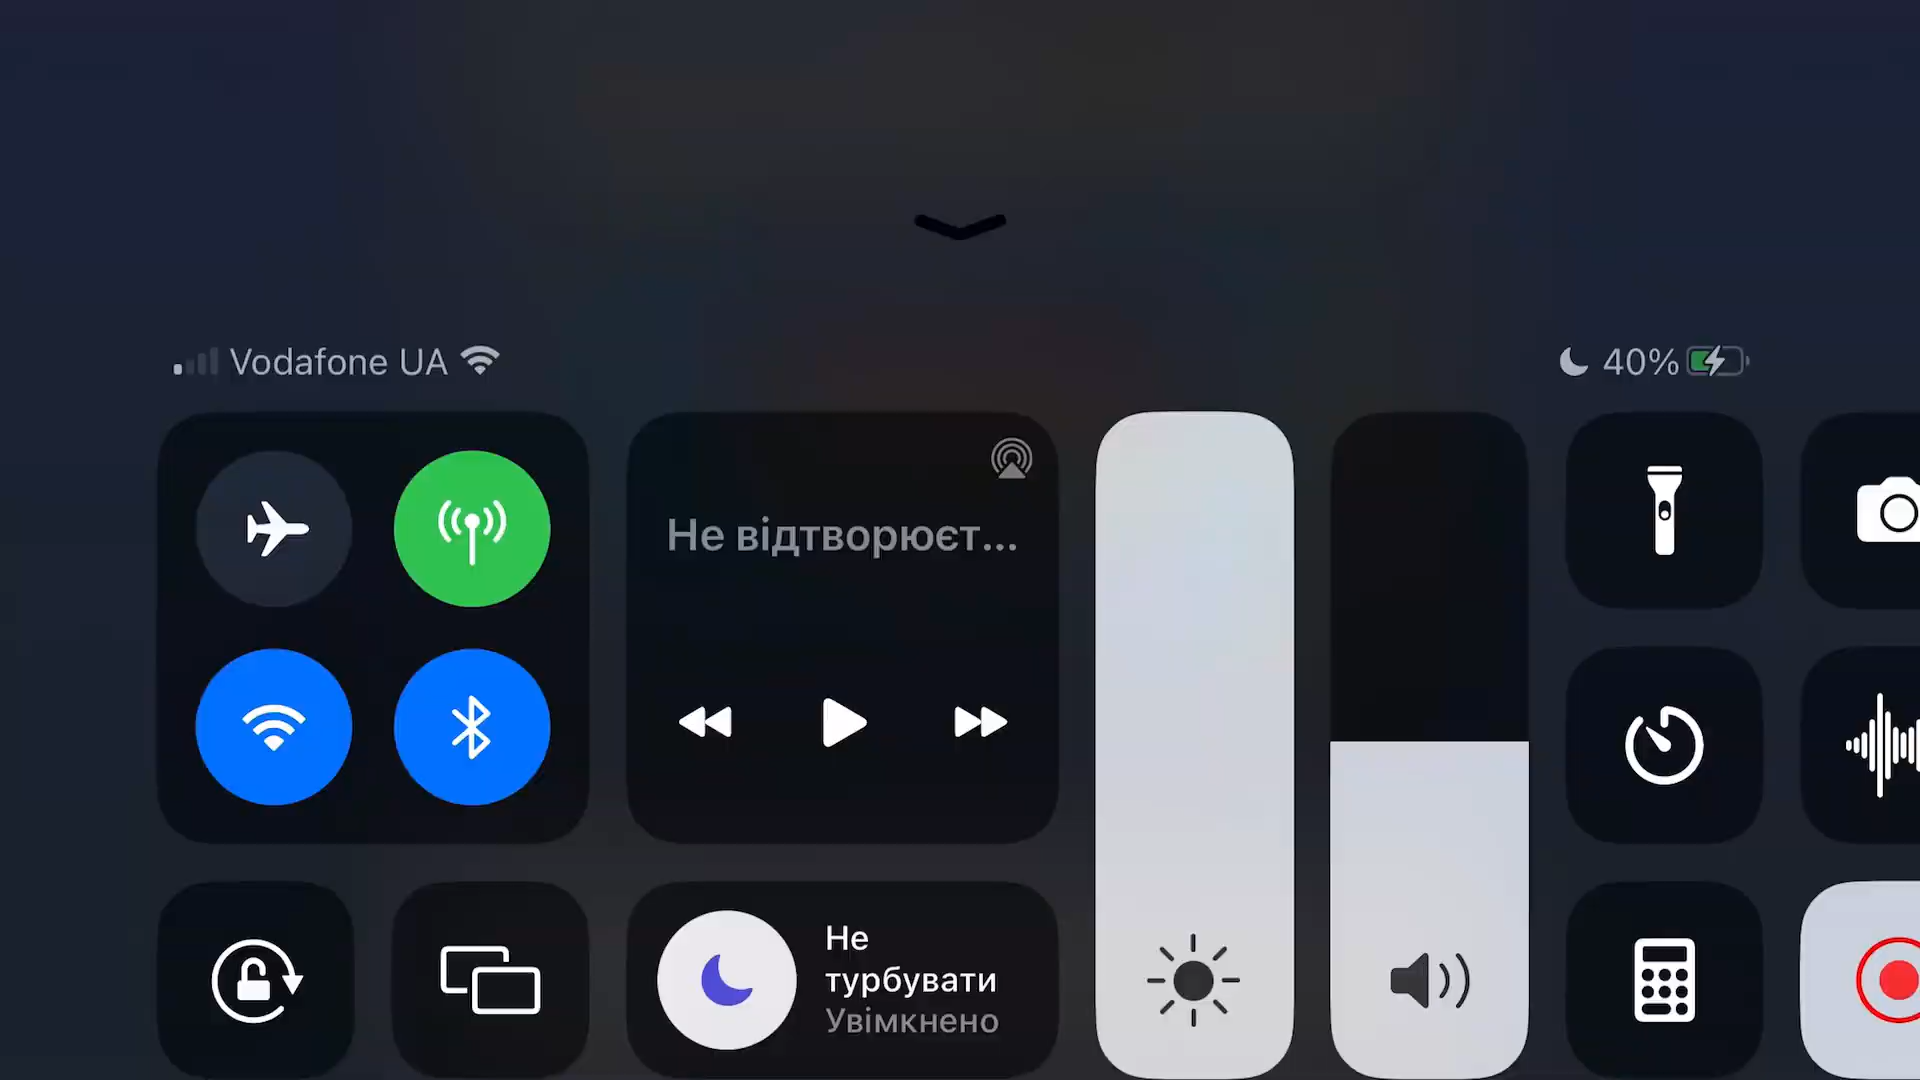 Vodafone UA
40%
Не відтворюєт...
Не
турбувати
Увімкнено